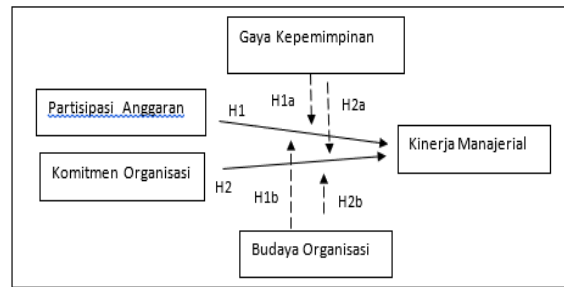 Gaya Kepemimpinan
H1a
H2a
Partisipasi Anggaran
H1
Kinerja Manajerial
Komitmen Organisasi
H2
H1b
H2b
Budaya Organisasi